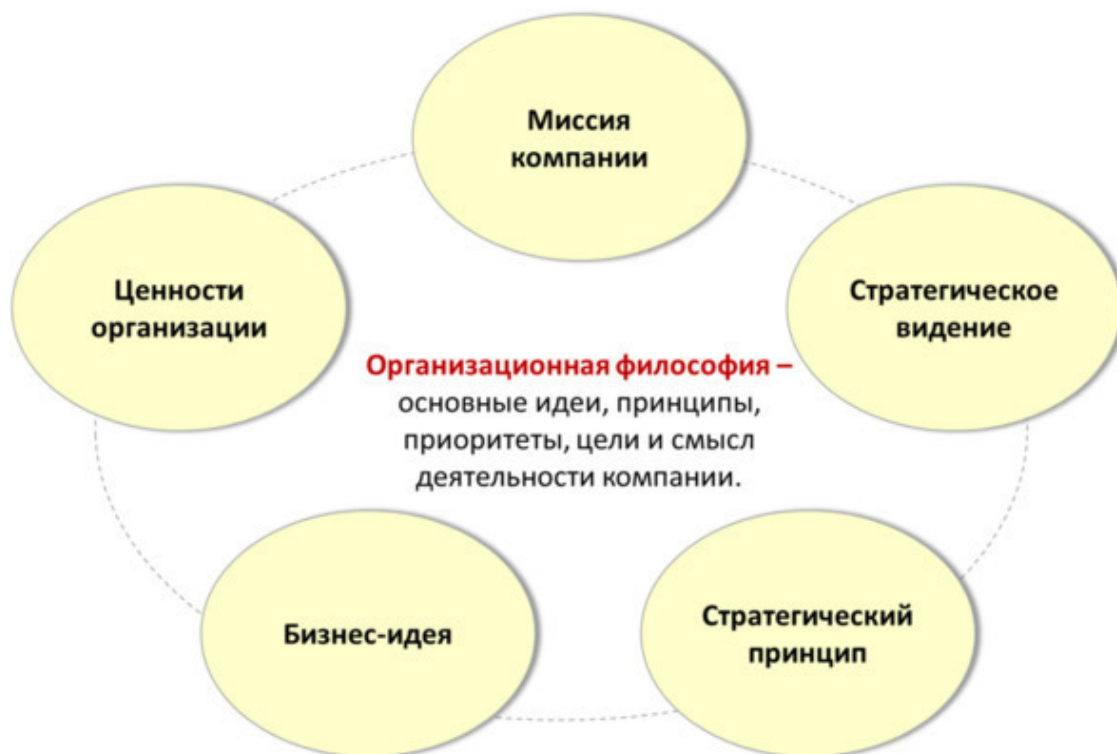 Миссия
компании
Ценности
организации
Стратегическое
видение
Организационная философия –
основные идеи, принципы,
приоритеты, цели и смысл
деятельности компании.
Бизнес-идея
Стратегический
принцип